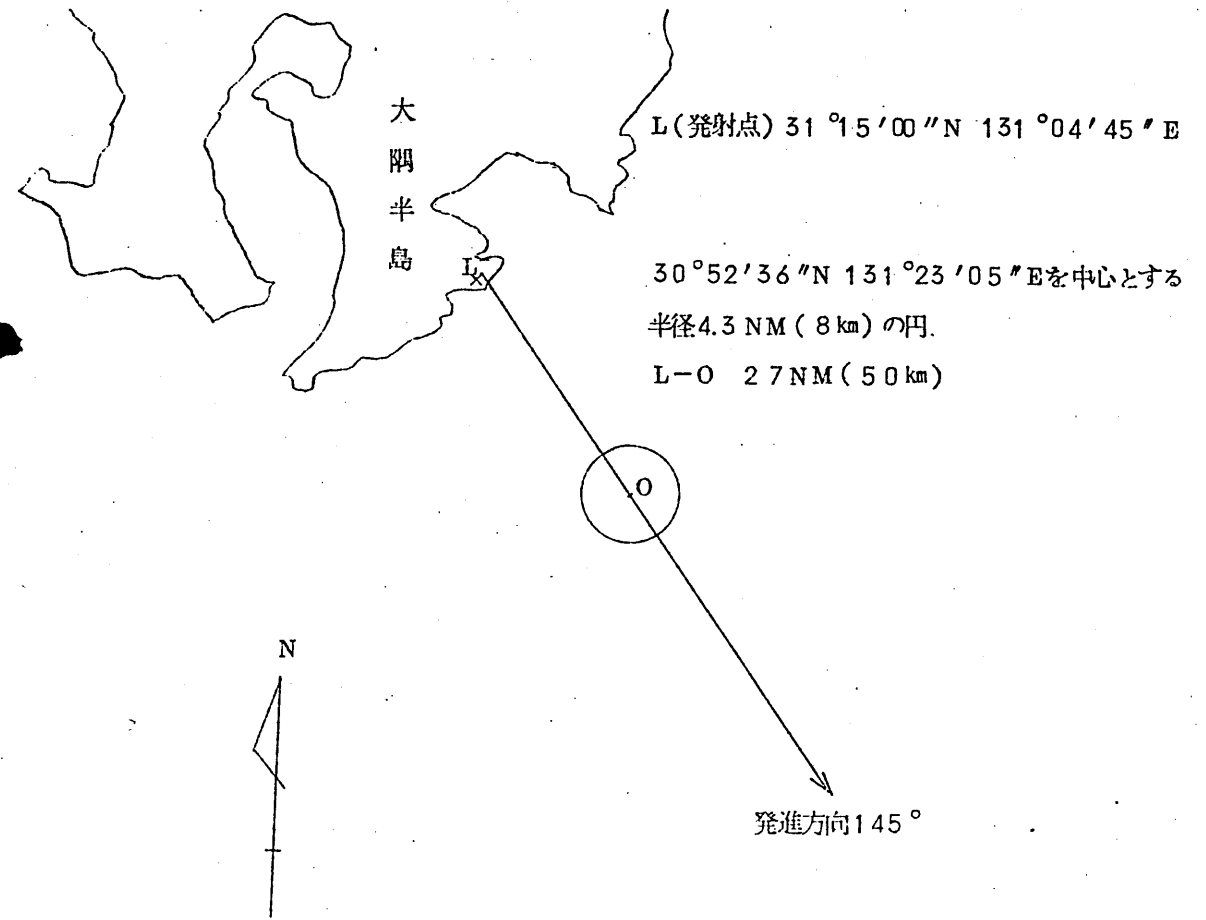 大隅半島
L(発射点) 31°15′00″N 131°04′45″E
L
30°52′36″N 131°23′05″Eを中心とする
半径4.3NM(8km)の円.
L-O 27NM(50km)
O
N
発進方向145°